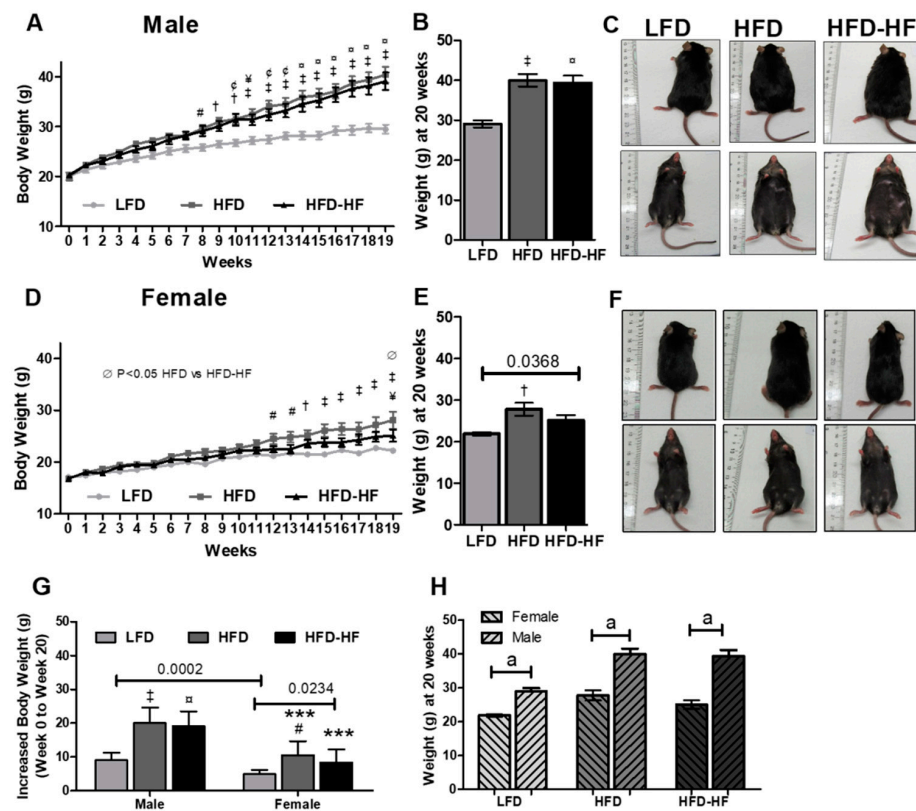 A Male
Body Weight (g)
50
40
30
20
10
# † ¢ † ¥ ‡ ¢ ‡ ¢ ‡ ¤ ‡ ¤ ‡ ¤ ‡ ¤ ‡ ¤ ‡ ¤ ‡ ¤ ‡
LFD HFD HFD-HF
0 1 2 3 4 5 6 7 8 9 10 11 12 13 14 15 16 17 18 19
Weeks
B
Weight (g) at 20 weeks
50
40
30
20
10
0
‡ ¤
LFD HFD HFD-HF
C LFD HFD HFD-HF
D Female
Body Weight (g)
50
40
30
20
10
∅ P<0.05 HFD vs HFD-HF
∅
# # † ‡ ‡ ‡ ‡ ‡ ‡
¥
LFD HFD HFD-HF
0 1 2 3 4 5 6 7 8 9 10 11 12 13 14 15 16 17 18 19
Weeks
E
Weight (g) at 20 weeks
50
40
30
20
10
0
0.0368
†
LFD HFD HFD-HF
F
G
Increased Body Weight (g)
(Week 0 to Week 20)
50
40
30
20
10
0
LFD HFD HFD-HF
0.0002
0.0234
‡ ¤
***
# ***
Male Female
H
Weight (g) at 20 weeks
50
40
30
20
10
0
Female
Male
a a a
LFD HFD HFD-HF